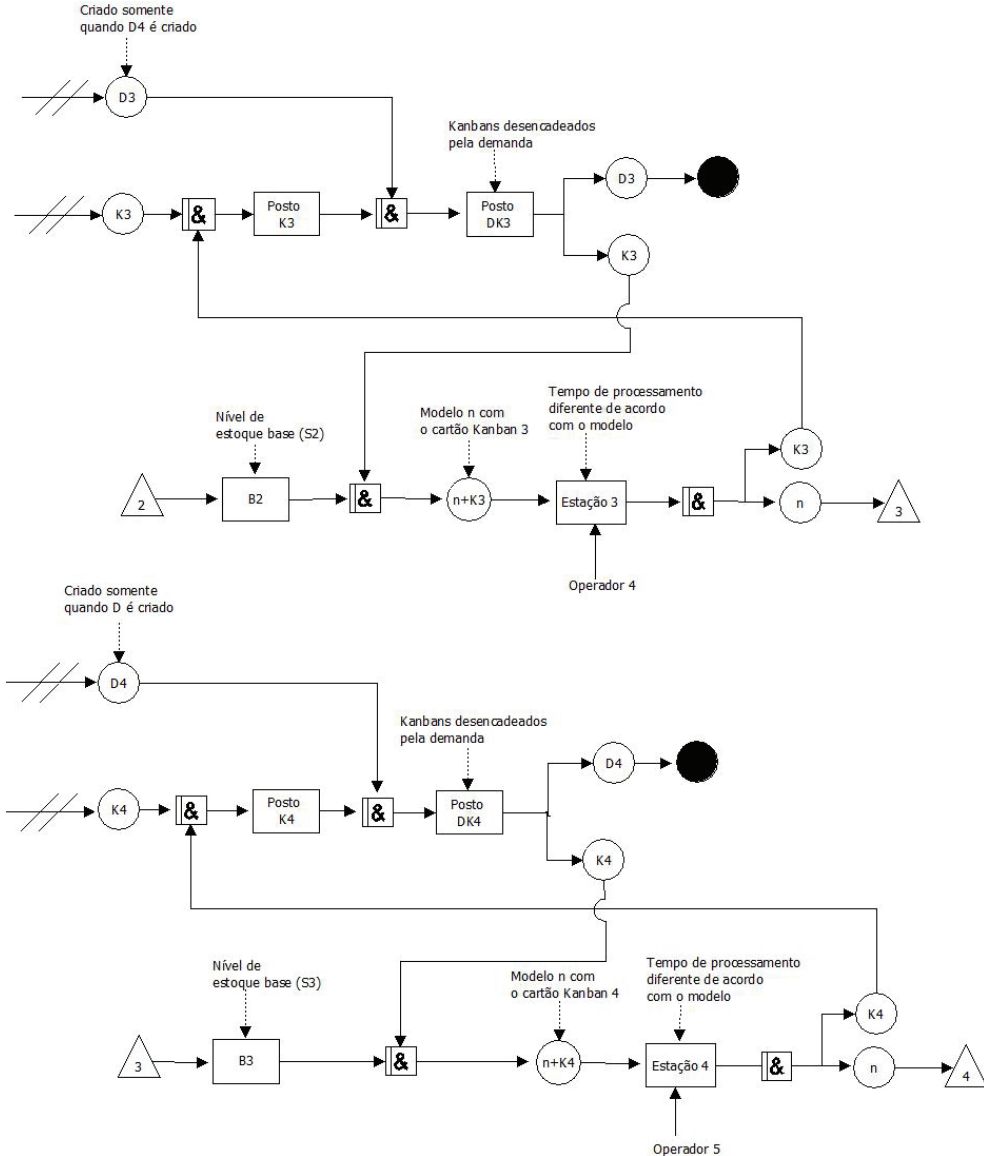 Criado somente
quando D4 é criado
D3
Kanbans desencadeados
pela demanda
D3
K3
&
Posto
K3
&
Posto
DK3
K3
Nível de
estoque base (S2)
Modelo n com
o cartão Kanban 3
Tempo de processamento
diferente de acordo
com o modelo
K3
2
B2
&
n+K3
Estação 3
&
n
3
Operador 4
Criado somente
quando D é criado
D4
Kanbans desencadeados
pela demanda
D4
K4
&
Posto
K4
&
Posto
DK4
K4
Nível de
estoque base (S3)
Modelo n com
o cartão Kanban 4
Tempo de processamento
diferente de acordo
com o modelo
K4
3
B3
&
n+K4
Estação 4
&
n
4
Operador 5